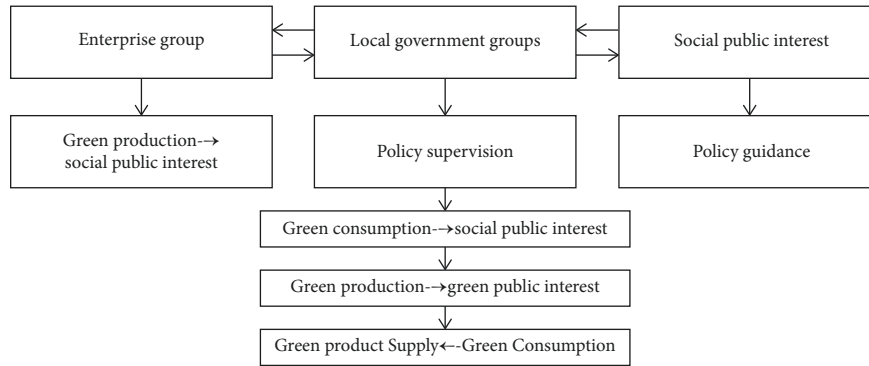 Enterprise group
Local government groups
Social public interest
Green production-→
social public interest
Policy supervision
Policy guidance
Green consumption-→social public interest
Green production-→green public interest
Green product Supply←-Green Consumption